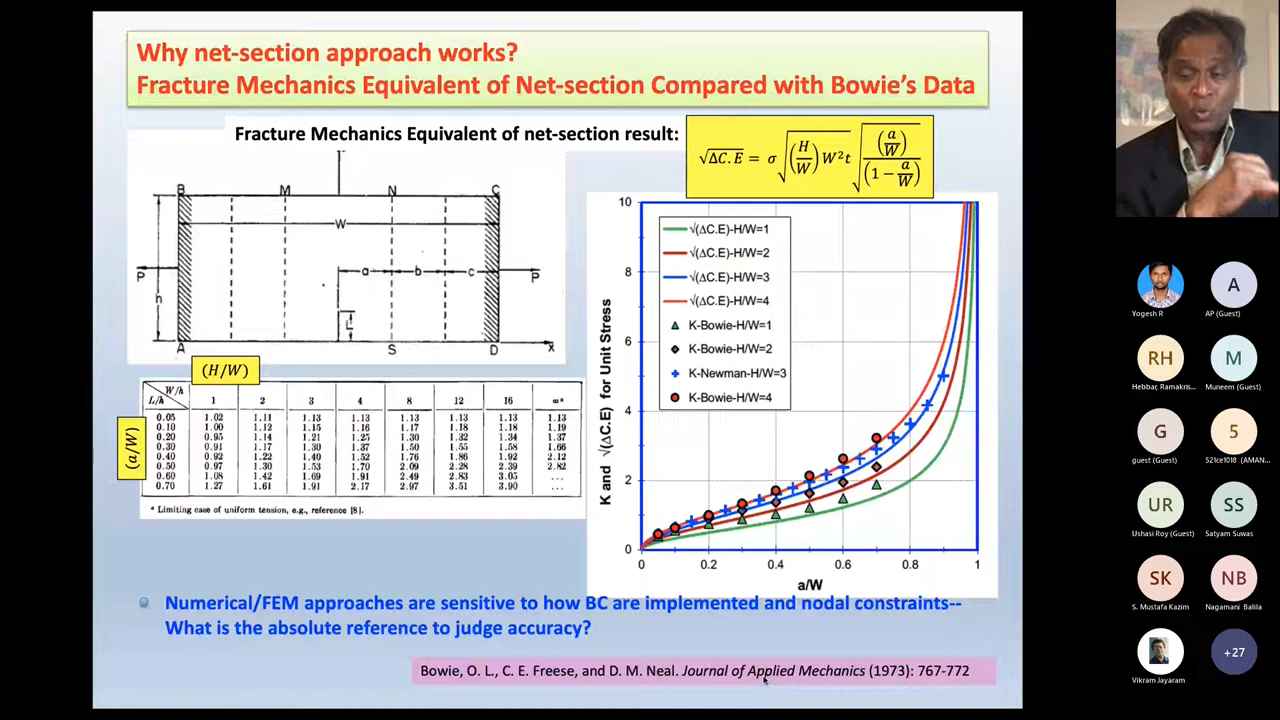 Why net-section approach works?
Fracture Mechanics Equivalent of Net-section Compared with Bowie's Data
Fracture Mechanics Equivalent of net-section result:
√ΔC.E = σ√((H/W)W²t) √((a/W)/(1−a/W))
B M N C
W
P a b c P
h
L
A S D x
(H/W)
(a/W)
W/h
L/h 1 2 3 4 8 12 16 ∞*
0.05 1.02 1.11 1.13 1.13 1.13 1.13 1.13 1.13
0.10 1.00 1.12 1.15 1.16 1.17 1.18 1.18 1.19
0.20 0.95 1.14 1.21 1.25 1.30 1.32 1.34 1.37
0.30 0.91 1.17 1.30 1.37 1.50 1.55 1.58 1.66
0.40 0.92 1.22 1.40 1.52 1.76 1.86 1.92 2.12
0.50 0.97 1.30 1.53 1.70 2.09 2.28 2.39 2.82
0.60 1.08 1.42 1.69 1.91 2.49 2.83 3.05 ...
0.70 1.27 1.61 1.91 2.17 2.97 3.51 3.90 ...
* Limiting case of uniform tension, e.g., reference [8].
K and √(ΔC.E) for Unit Stress
10
8
6
4
2
0
√(ΔC.E)-H/W=1
√(ΔC.E)-H/W=2
√(ΔC.E)-H/W=3
√(ΔC.E)-H/W=4
K-Bowie-H/W=1
K-Bowie-H/W=2
K-Newman-H/W=3
K-Bowie-H/W=4
0 0.2 0.4 0.6 0.8 1
a/W
Numerical/FEM approaches are sensitive to how BC are implemented and nodal constraints--
What is the absolute reference to judge accuracy?
Bowie, O. L., C. E. Freese, and D. M. Neal. Journal of Applied Mechanics (1973): 767-772
A
Yogesh R AP (Guest)
RH M
Hebbar, Ramakris... Muneem (Guest)
G 5
guest (Guest) 521ce1018 (AMAN...
UR SS
Ushasi Roy (Guest) Satyam Suwas
SK NB
S. Mustafa Kazim Nagamani Balila
+27
Vikram Jayaram